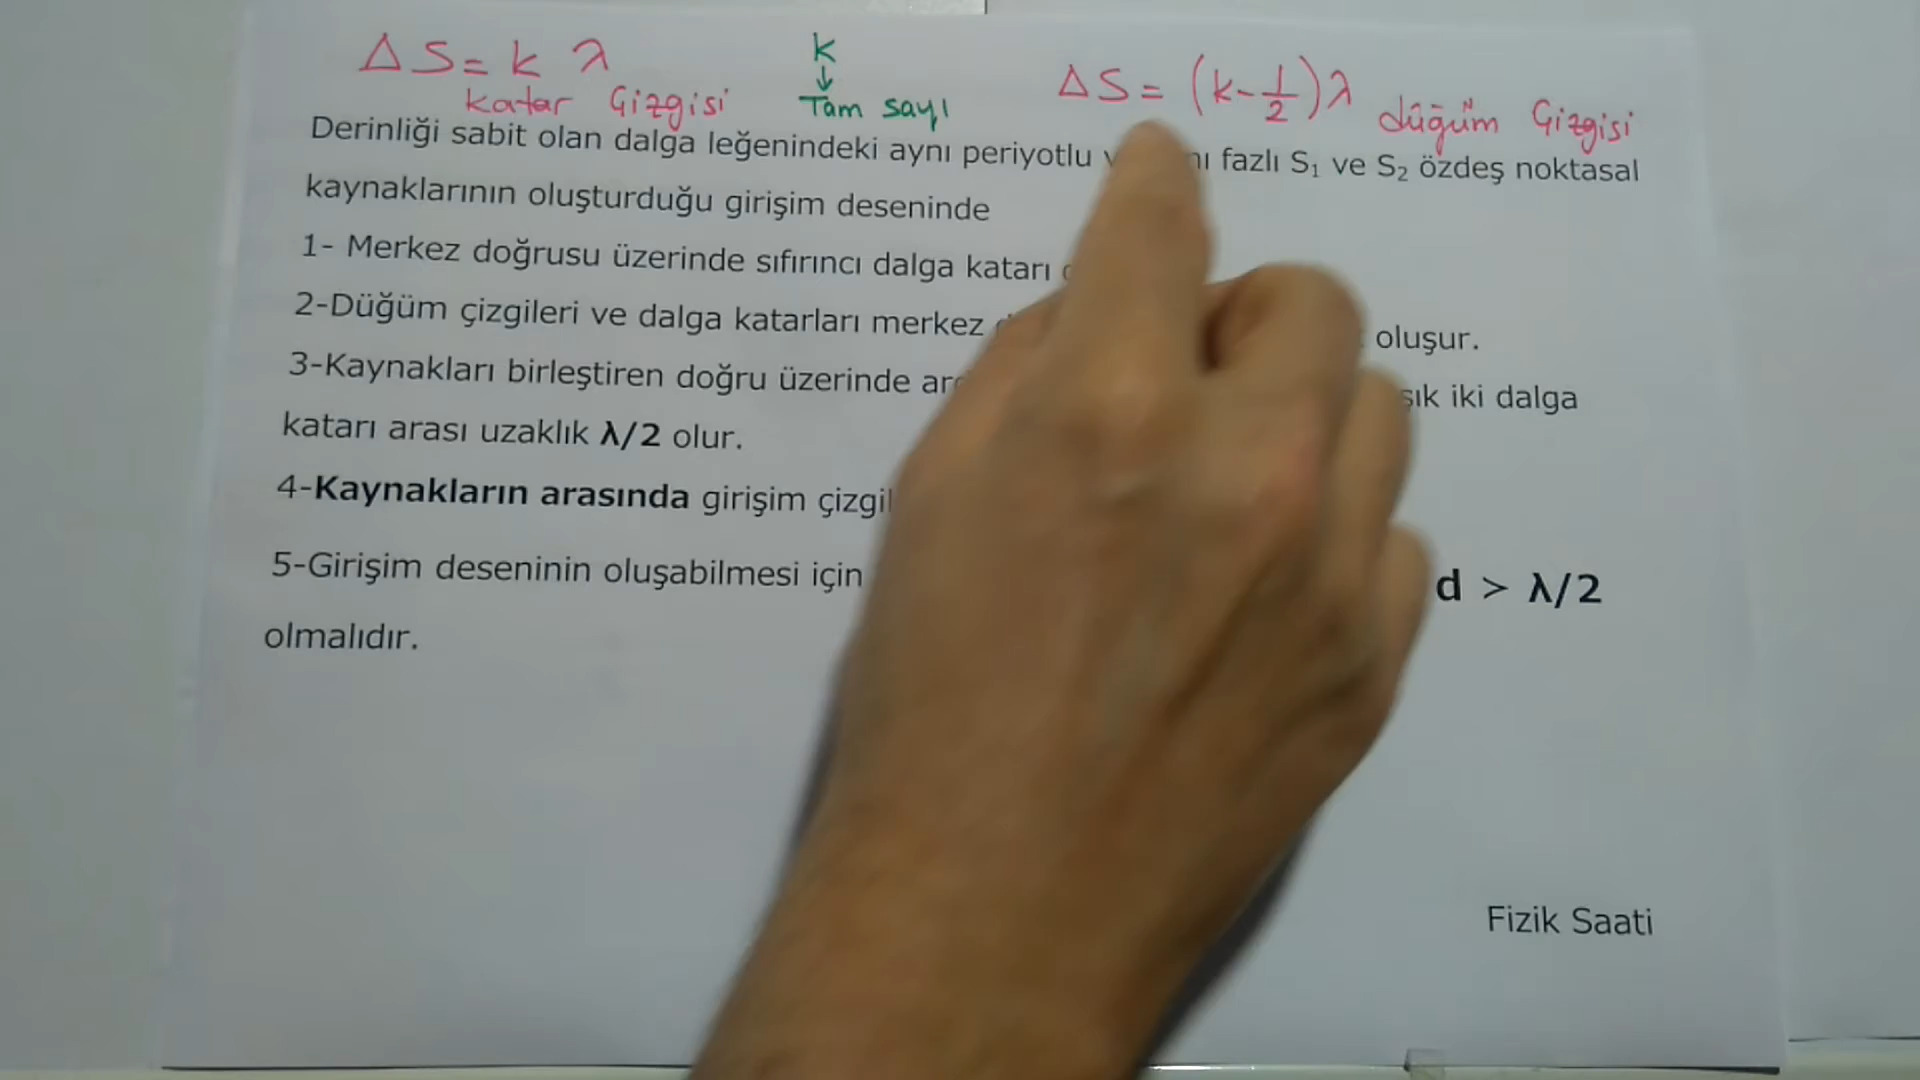 ΔS = k λ
katar Çizgisi
k
↓
Tam sayı
ΔS = (k-1/2)λ düğüm Çizgisi
Derinliği sabit olan dalga leğenindeki aynı periyotlu fazlı S₁ ve S₂ özdeş noktasal
kaynaklarının oluşturduğu girişim deseninde
1- Merkez doğrusu üzerinde sıfırıncı dalga katarı
2-Düğüm çizgileri ve dalga katarları merkez oluşur.
3-Kaynakları birleştiren doğru üzerinde iki dalga
katarı arası uzaklık λ/2 olur.
4-Kaynakların arasında girişim
5-Girişim deseninin oluşabilmesi için d > λ/2
olmalıdır.
Fizik Saati